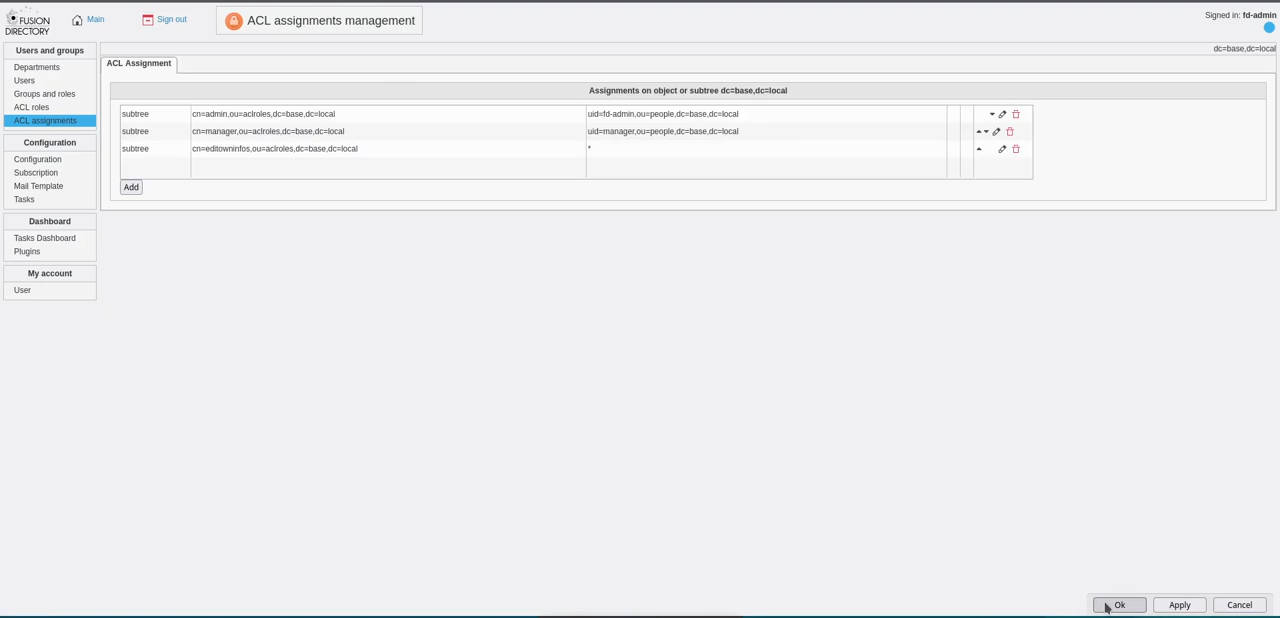 FUSION
DIRECTORY
Main
Sign out
ACL assignments management
Signed in: fd-admin
dc=base,dc=local
Users and groups
Departments
Users
Groups and roles
ACL roles
ACL assignments
Configuration
Configuration
Subscription
Mail Template
Tasks
Dashboard
Tasks Dashboard
Plugins
My account
User
ACL Assignment
Assignments on object or subtree dc=base,dc=local
subtree cn=admin,ou=aclroles,dc=base,dc=local uid=fd-admin,ou=people,dc=base,dc=local
subtree cn=manager,ou=aclroles,dc=base,dc=local uid=manager,ou=people,dc=base,dc=local
subtree cn=editowninfos,ou=aclroles,dc=base,dc=local *
Add
Ok Apply Cancel